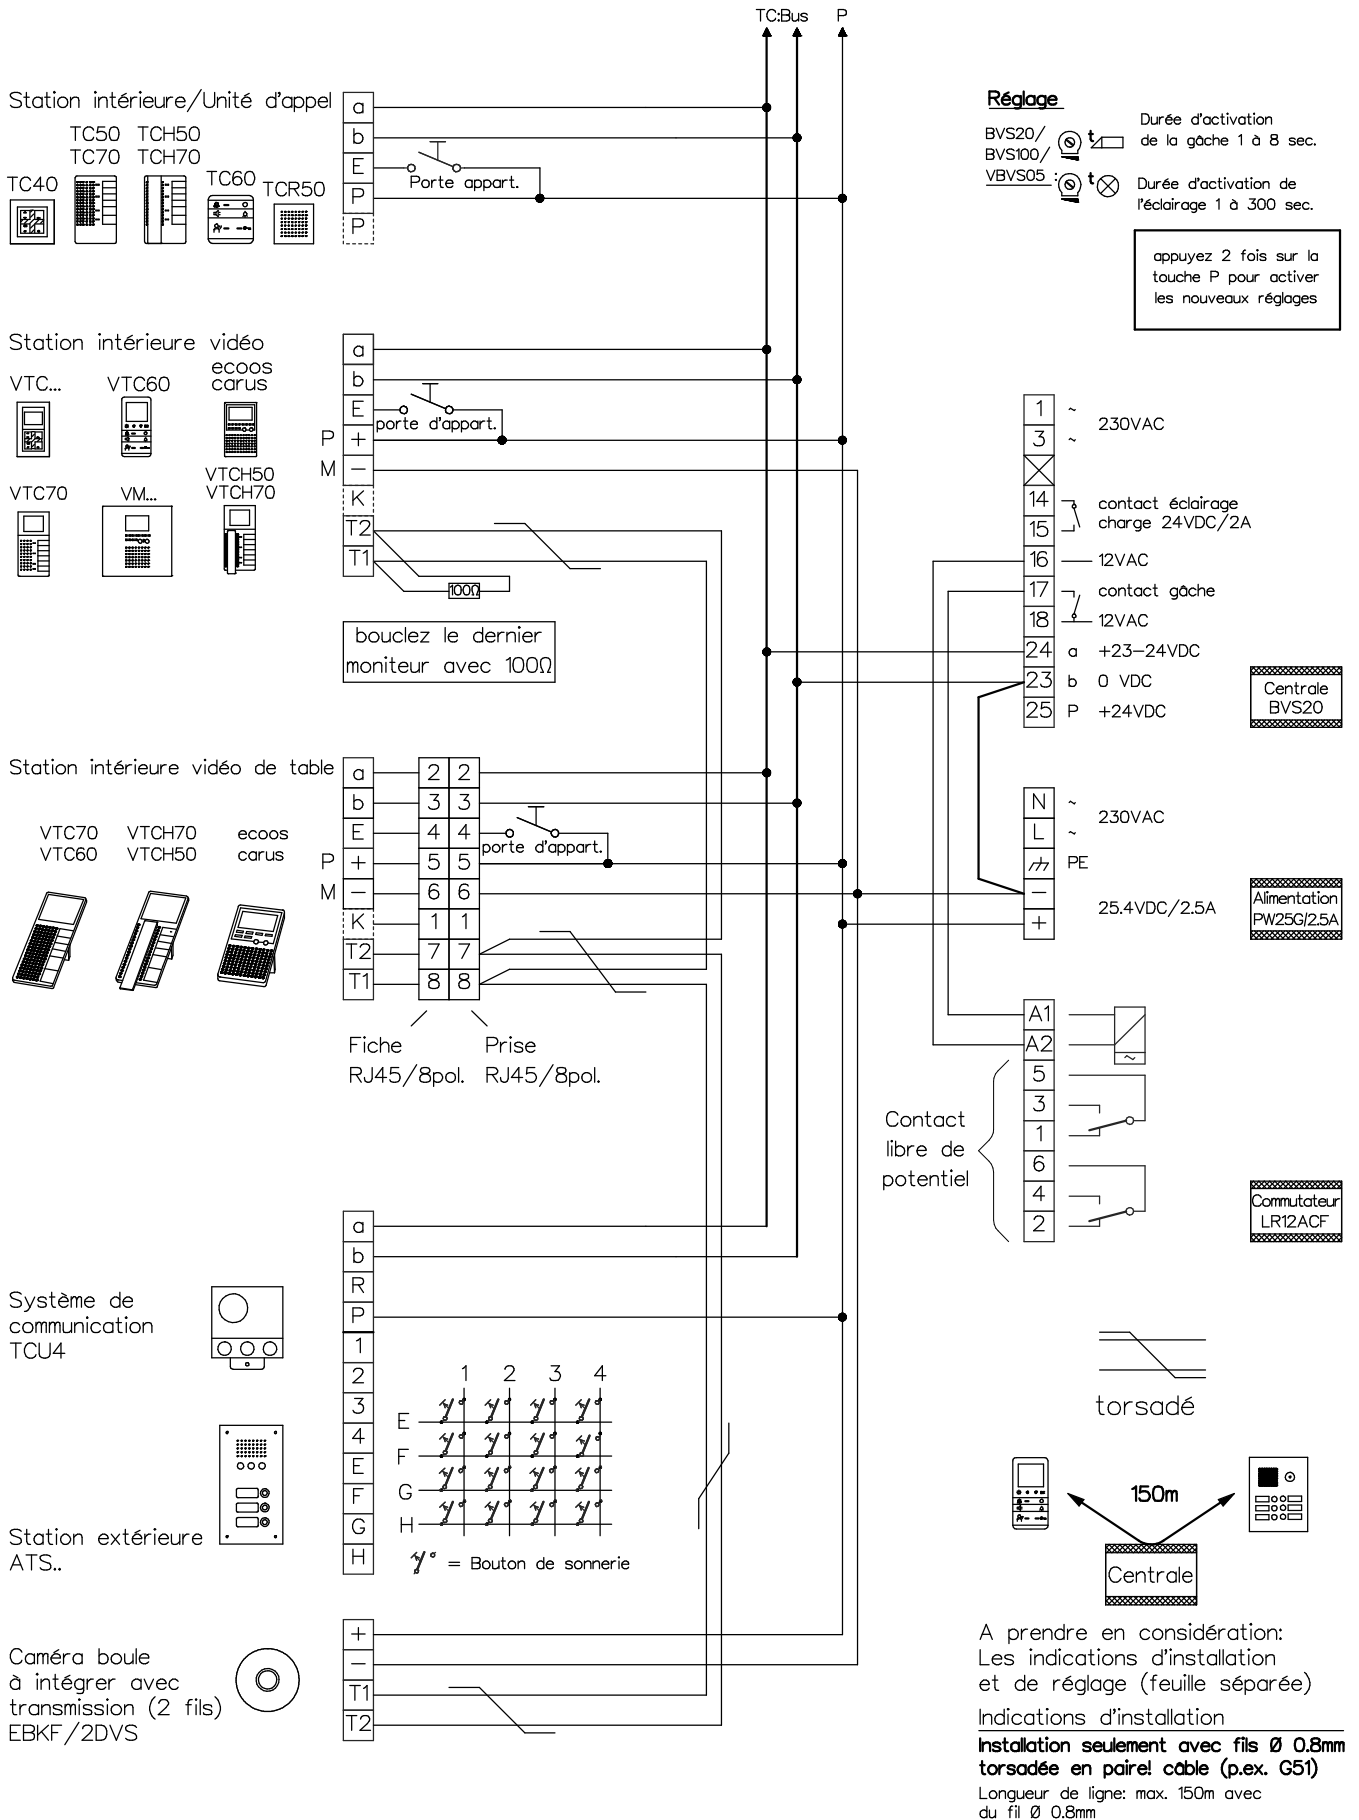 TC:Bus P
Station intérieure/Unité d'appel
TC50 TCH50
TC70 TCH70
TC40 TC60 TCR50
a
b
E
P
P
Porte appart.
Réglage
BVS20/
BVS100/
VBVS05 :
t
Durée d'activation
de la gâche 1 à 8 sec.
t
Durée d'activation de
l'éclairage 1 à 300 sec.
appuyez 2 fois sur la
touche P pour activer
les nouveaux réglages
Station intérieure vidéo
VTC... VTC60 ecoos
carus
VTC70 VM... VTCH50
VTCH70
a
b
E
P +
M −
K
T2
T1
porte d'appart.
100Ω
bouclez le dernier
moniteur avec 100Ω
1 ~
3 ~
230VAC
14
15
contact éclairage
charge 24VDC/2A
16 12VAC
17 contact gâche
18 12VAC
24 a +23−24VDC
23 b 0 VDC
25 P +24VDC
Centrale
BVS20
Station intérieure vidéo de table
VTC70 VTCH70 ecoos
VTC60 VTCH50 carus
a 2 2
b 3 3
E 4 4
P + 5 5
M − 6 6
K 1 1
T2 7 7
T1 8 8
porte d'appart.
Fiche
RJ45/8pol.
Prise
RJ45/8pol.
N ~
L ~
230VAC
PE
−
+
25.4VDC/2.5A
Alimentation
PW25G/2.5A
A1
A2
~
5
3
1
6
4
2
Contact
libre de
potentiel
Commutateur
LR12ACF
Système de
communication
TCU4
Station extérieure
ATS..
a
b
R
P
1
2
3
4
E
F
G
H
1 2 3 4
E
F
G
H
= Bouton de sonnerie
torsadé
150m
Centrale
Caméra boule
à intégrer avec
transmission (2 fils)
EBKF/2DVS
+
−
T1
T2
A prendre en considération:
Les indications d'installation
et de réglage (feuille séparée)
Indications d'installation
Installation seulement avec fils Ø 0.8mm
torsadée en paire! câble (p.ex. G51)
Longueur de ligne: max. 150m avec
du fil Ø 0.8mm